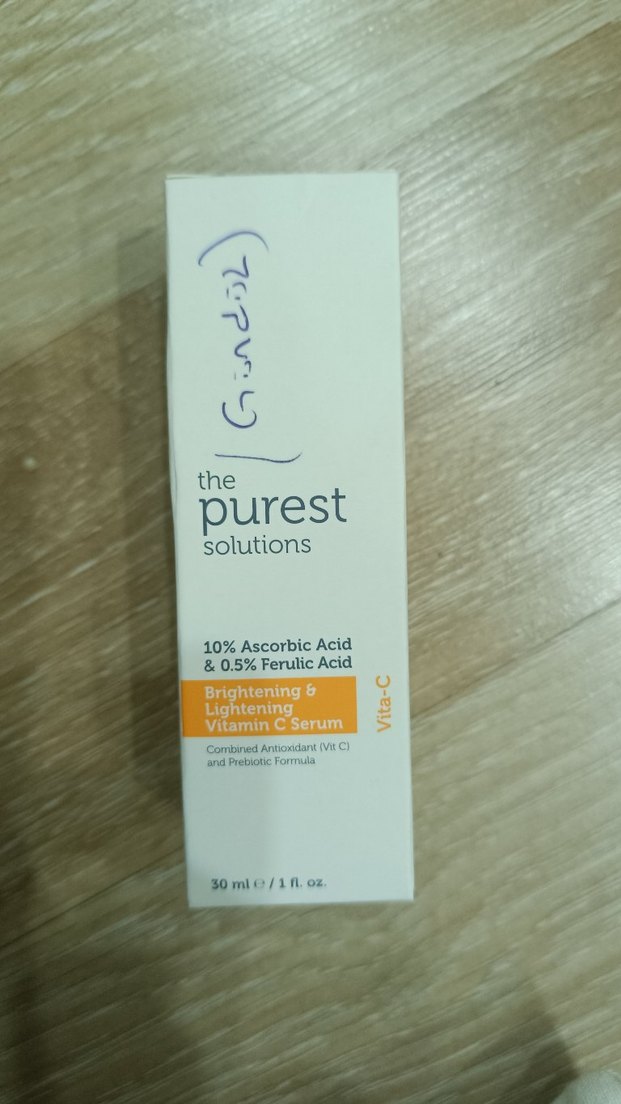 (Gündüz)
the
purest
solutions
10% Ascorbic Acid
& 0.5% Ferulic Acid
Brightening &
Lightening
Vitamin C Serum
Vita-C
Combined Antioxidant (Vit C)
and Prebiotic Formula
30 ml ℮ / 1 fl. oz.